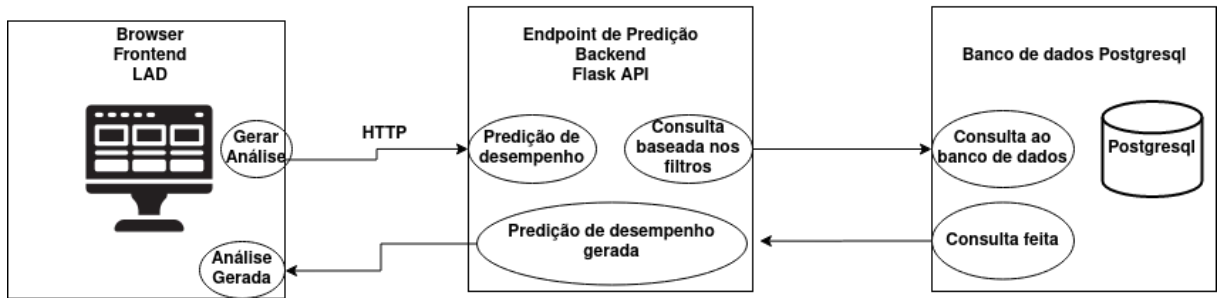 Browser
Frontend
LAD
Gerar
Análise
Análise
Gerada
HTTP
Endpoint de Predição
Backend
Flask API
Predição de
desempenho
Consulta
baseada nos
filtros
Predição de desempenho
gerada
Banco de dados Postgresql
Consulta ao
banco de dados
Postgresql
Consulta feita